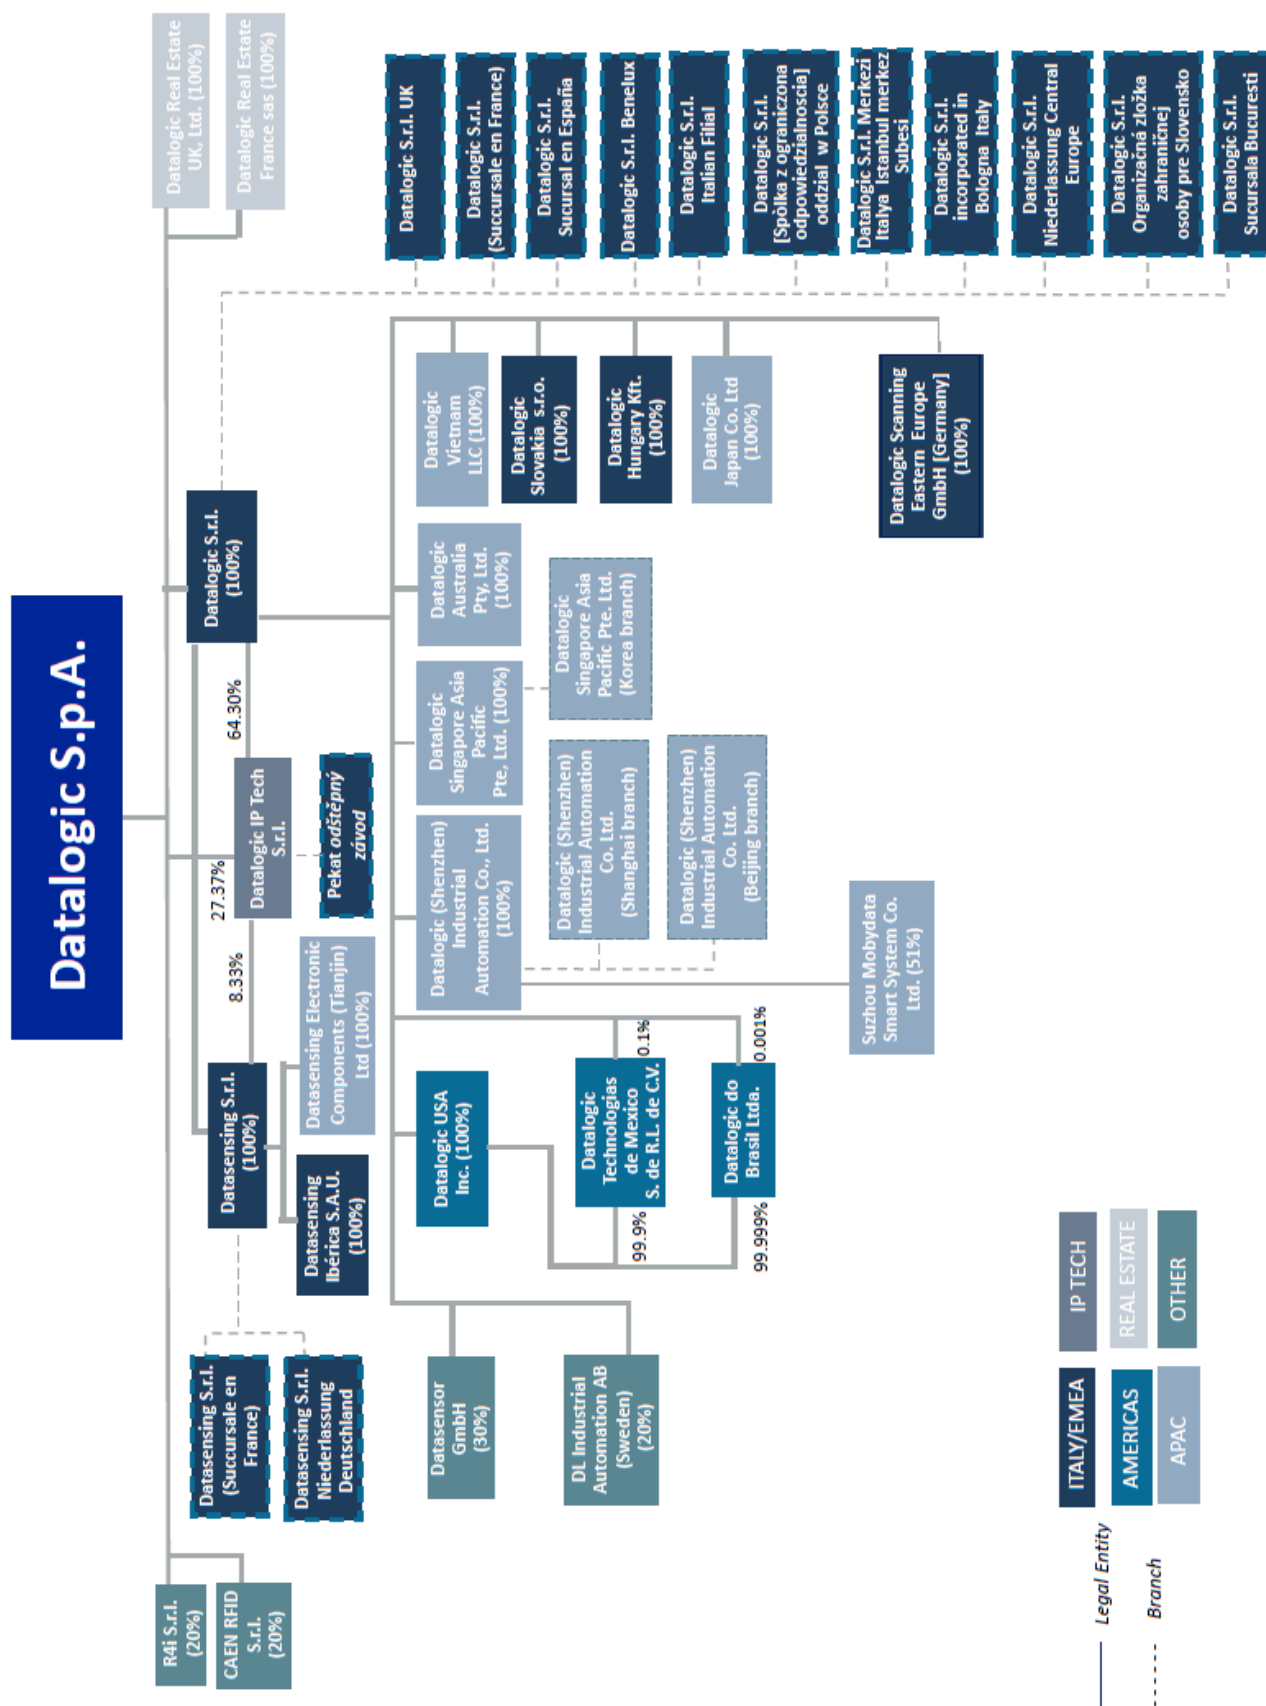 Datalogic S.p.A.
R4i S.r.l.
(20%)
CAEN RFID
S.r.l.
(20%)
Datalogic Real Estate
UK, Ltd. (100%)
Datalogic Real Estate
France sas (100%)
Datalogic S.r.l.
(100%)
Datasensing S.r.l.
(100%)
8.33%
27.37%
64.30%
Datalogic IP Tech
S.r.l.
Pekat odštěpný
závod
Datasensing S.r.l.
(Succursale en
France)
Datasensing S.r.l.
Niederlassung
Deutschland
Datasensing
Ibérica S.A.U.
(100%)
Datasensing Electronic
Components (Tianjin)
Ltd (100%)
Datasensor
GmbH
(30%)
DL Industrial
Automation AB
(Sweden)
(20%)
Datalogic USA
Inc. (100%)
99.9%
Datalogic
Technologias
de Mexico
S. de R.L. de C.V.
0.1%
99.999%
Datalogic do
Brasil Ltda.
0.001%
Datalogic (Shenzhen)
Industrial
Automation Co., Ltd.
(100%)
Datalogic (Shenzhen)
Industrial Automation
Co. Ltd.
(Shanghai branch)
Datalogic (Shenzhen)
Industrial Automation
Co. Ltd.
(Beijing branch)
Suzhou Mobydata
Smart System Co.
Ltd. (51%)
Datalogic
Singapore Asia
Pacific
Pte, Ltd. (100%)
Datalogic
Singapore Asia
Pacific Pte. Ltd.
(Korea branch)
Datalogic
Australia
Pty, Ltd.
(100%)
Datalogic
Vietnam
LLC (100%)
Datalogic
Slovakia s.r.o.
(100%)
Datalogic
Hungary Kft.
(100%)
Datalogic
Japan Co. Ltd
(100%)
Datalogic Scanning
Eastern Europe
GmbH [Germany]
(100%)
Datalogic S.r.l. UK
Datalogic S.r.l.
(Succursale en France)
Datalogic S.r.l.
Sucursal en España
Datalogic S.r.l. Benelux
Datalogic S.r.l.
Italian Filial
Datalogic S.r.l.
[Spòlka z ograniczona
odpowiedzialnoscia]
oddzial w Polsce
Datalogic S.r.l. Merkezi
Italya Istanbul merkez
Subesi
Datalogic S.r.l.
incorporated in
Bologna Italy
Datalogic S.r.l.
Niederlassung Central
Europe
Datalogic S.r.l.
Organizačná zložka
zahraničnej
osoby pre Slovensko
Datalogic S.r.l.
Sucursala Bucuresti
Legal Entity
Branch
ITALY/EMEA
IP TECH
AMERICAS
REAL ESTATE
APAC
OTHER